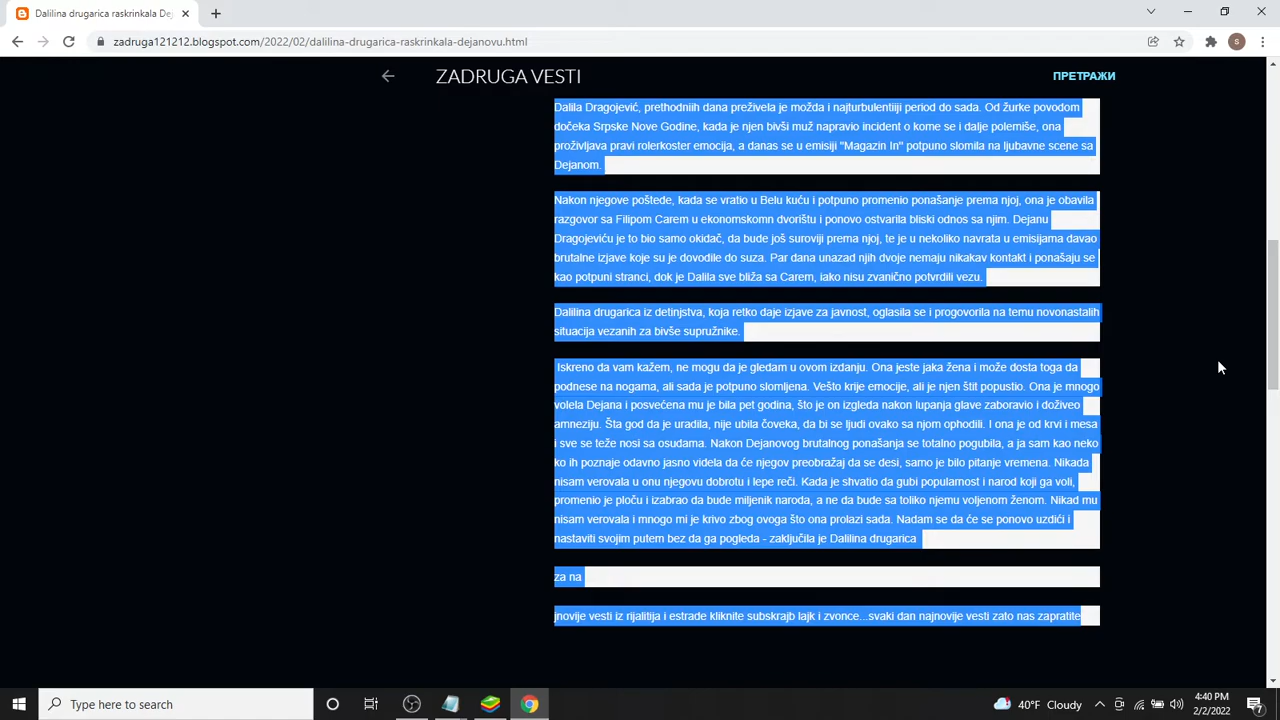 Dalilina drugarica raskrinkala De
zadruga121212.blogspot.com/2022/02/dalilina-drugarica-raskrinkala-dejanovu.html
S
ZADRUGA VESTI
ПРЕТРАЖИ
Dalila Dragojević, prethodniih dana preživela je možda i najturbulentiiji period do sada. Od žurke povodom
dočeka Srpske Nove Godine, kada je njen bivši muž napravio incident o kome se i dalje polemiše, ona
proživljava pravi rolerkoster emocija, a danas se u emisiji "Magazin In" potpuno slomila na ljubavne scene sa
Dejanom.
Nakon njegove poštede, kada se vratio u Belu kuću i potpuno promenio ponašanje prema njoj, ona je obavila
razgovor sa Filipom Carem u ekonomskomn dvorištu i ponovo ostvarila bliski odnos sa njim. Dejanu
Dragojeviću je to bio samo okidač, da bude još suroviji prema njoj, te je u nekoliko navrata u emisijama davao
brutalne izjave koje su je dovodile do suza. Par dana unazad njih dvoje nemaju nikakav kontakt i ponašaju se
kao potpuni stranci, dok je Dalila sve bliža sa Carem, iako nisu zvanično potvrdili vezu.
Dalilina drugarica iz detinjstva, koja retko daje izjave za javnost, oglasila se i progovorila na temu novonastalih
situacija vezanih za bivše supružnike.
Iskreno da vam kažem, ne mogu da je gledam u ovom izdanju. Ona jeste jaka žena i može dosta toga da
podnese na nogama, ali sada je potpuno slomljena. Vešto krije emocije, ali je njen štit popustio. Ona je mnogo
volela Dejana i posvećena mu je bila pet godina, što je on izgleda nakon lupanja glave zaboravio i doživeo
amneziju. Šta god da je uradila, nije ubila čoveka, da bi se ljudi ovako sa njom ophodili. I ona je od krvi i mesa
i sve se teže nosi sa osudama. Nakon Dejanovog brutalnog ponašanja se totalno pogubila, a ja sam kao neko
ko ih poznaje odavno jasno videla da će njegov preobražaj da se desi, samo je bilo pitanje vremena. Nikada
nisam verovala u onu njegovu dobrotu i lepe reči. Kada je shvatio da gubi popularnost i narod koji ga voli,
promenio je ploču i izabrao da bude miljenik naroda, a ne da bude sa toliko njemu voljenom ženom. Nikad mu
nisam verovala i mnogo mi je krivo zbog ovoga što ona prolazi sada. Nadam se da će se ponovo uzdići i
nastaviti svojim putem bez da ga pogleda - zaključila je Dalilina drugarica
za na
jnovije vesti iz rijalitija i estrade kliknite subskrajb lajk i zvonce...svaki dan najnovije vesti zato nas zapratite
Type here to search
40°F Cloudy
4:40 PM
2/2/2022
7